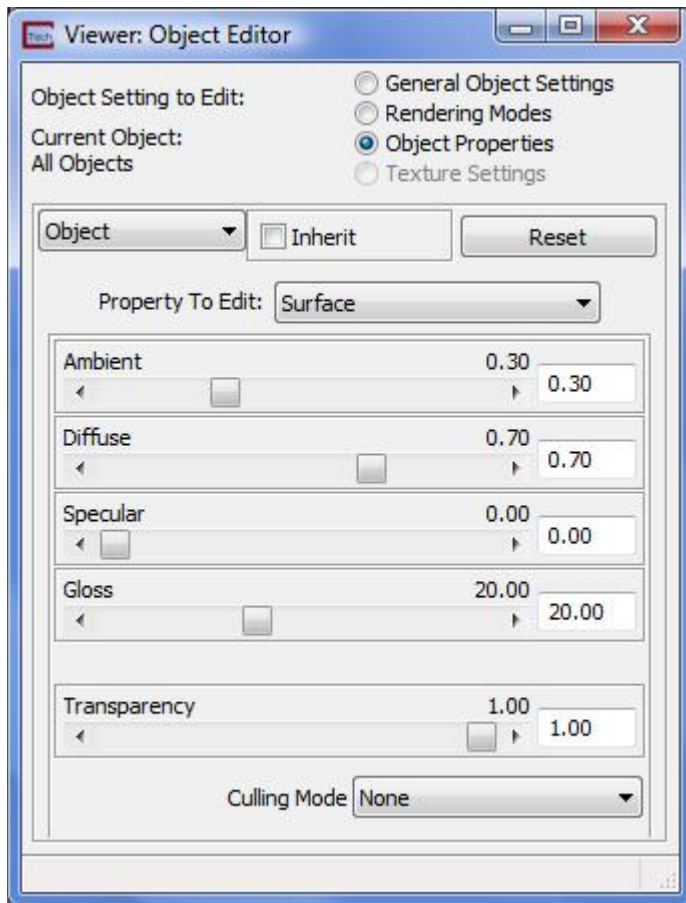 Tech
Viewer: Object Editor
Object Setting to Edit:
General Object Settings
Rendering Modes
Current Object:
All Objects
Object Properties
Texture Settings
Object
Inherit
Reset
Property To Edit: Surface
Ambient 0.30 0.30
Diffuse 0.70 0.70
Specular 0.00 0.00
Gloss 20.00 20.00
Transparency 1.00 1.00
Culling Mode None